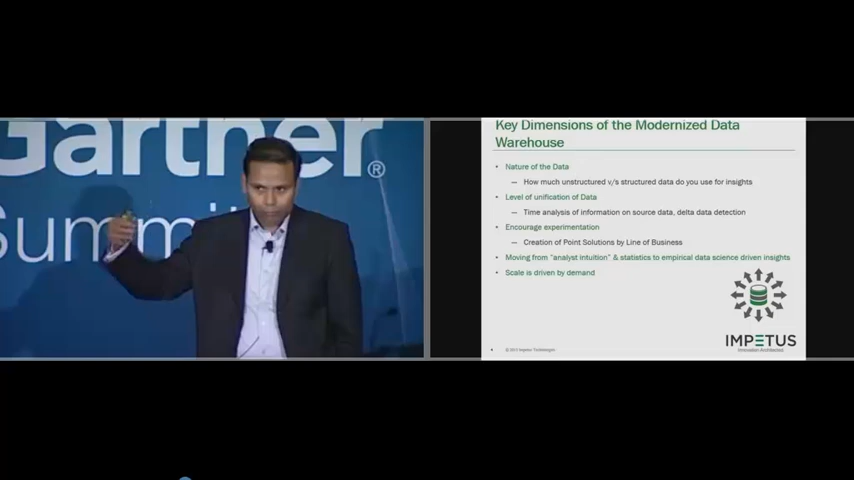 Gartner®
Summit
Key Dimensions of the Modernized Data
Warehouse
• Nature of the Data
— How much unstructured v/s structured data do you use for insights
• Level of unification of Data
— Time analysis of information on source data, delta data detection
• Encourage experimentation
— Creation of Point Solutions by Line of Business
• Moving from "analyst intuition" & statistics to empirical data science driven insights
• Scale is driven by demand
IMPETUS